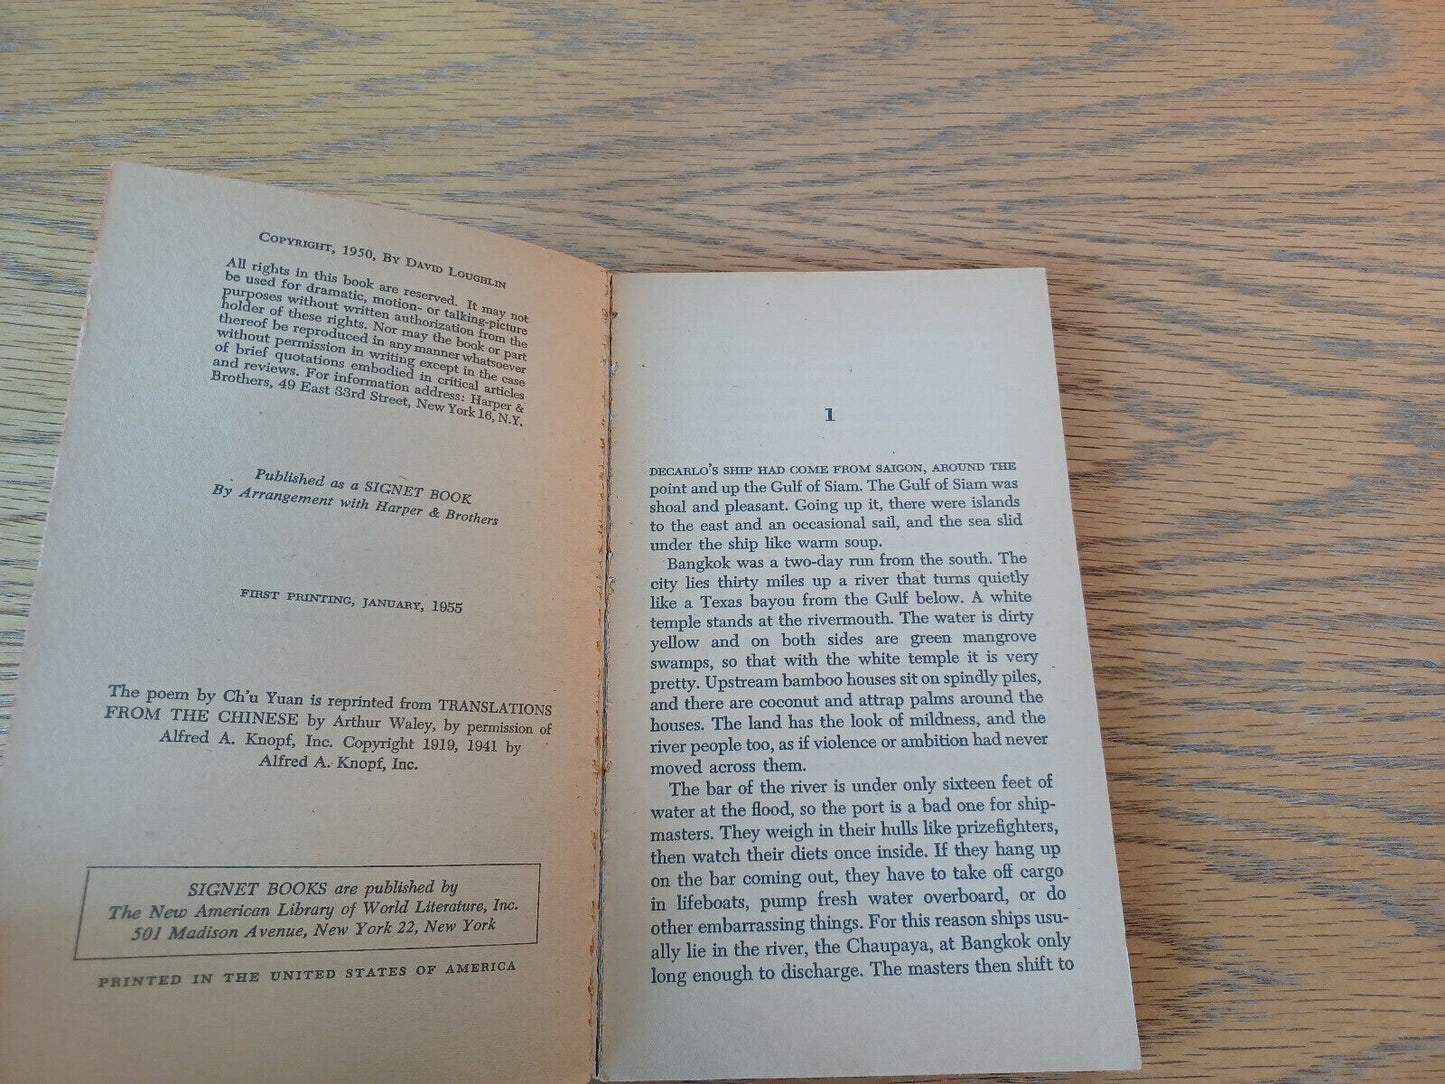 COPYRIGHT, 1950, BY DAVID LOUGHLIN
All rights in this book are reserved. It may not
be used for dramatic, motion- or talking-picture
purposes without written authorization from the
holder of these rights. Nor may the book or part
thereof be reproduced in any manner whatsoever
without permission in writing except in the case
of brief quotations embodied in critical articles
and reviews. For information address: Harper &
Brothers, 49 East 33rd Street, New York 16, N.Y.
Published as a SIGNET BOOK
By Arrangement with Harper & Brothers
FIRST PRINTING, JANUARY, 1955
The poem by Ch'u Yuan is reprinted from TRANSLATIONS
FROM THE CHINESE by Arthur Waley, by permission of
Alfred A. Knopf, Inc. Copyright 1919, 1941 by
Alfred A. Knopf, Inc.
SIGNET BOOKS are published by
The New American Library of World Literature, Inc.
501 Madison Avenue, New York 22, New York
PRINTED IN THE UNITED STATES OF AMERICA
1
DECARLO'S SHIP HAD COME FROM SAIGON, AROUND THE
point and up the Gulf of Siam. The Gulf of Siam was
shoal and pleasant. Going up it, there were islands
to the east and an occasional sail, and the sea slid
under the ship like warm soup.
Bangkok was a two-day run from the south. The
city lies thirty miles up a river that turns quietly
like a Texas bayou from the Gulf below. A white
temple stands at the rivermouth. The water is dirty
yellow and on both sides are green mangrove
swamps, so that with the white temple it is very
pretty. Upstream bamboo houses sit on spindly piles,
and there are coconut and attrap palms around the
houses. The land has the look of mildness, and the
river people too, as if violence or ambition had never
moved across them.
The bar of the river is under only sixteen feet of
water at the flood, so the port is a bad one for ship-
masters. They weigh in their hulls like prizefighters,
then watch their diets once inside. If they hang up
on the bar coming out, they have to take off cargo
in lifeboats, pump fresh water overboard, or do
other embarrassing things. For this reason ships usu-
ally lie in the river, the Chaupaya, at Bangkok only
long enough to discharge. The masters then shift to